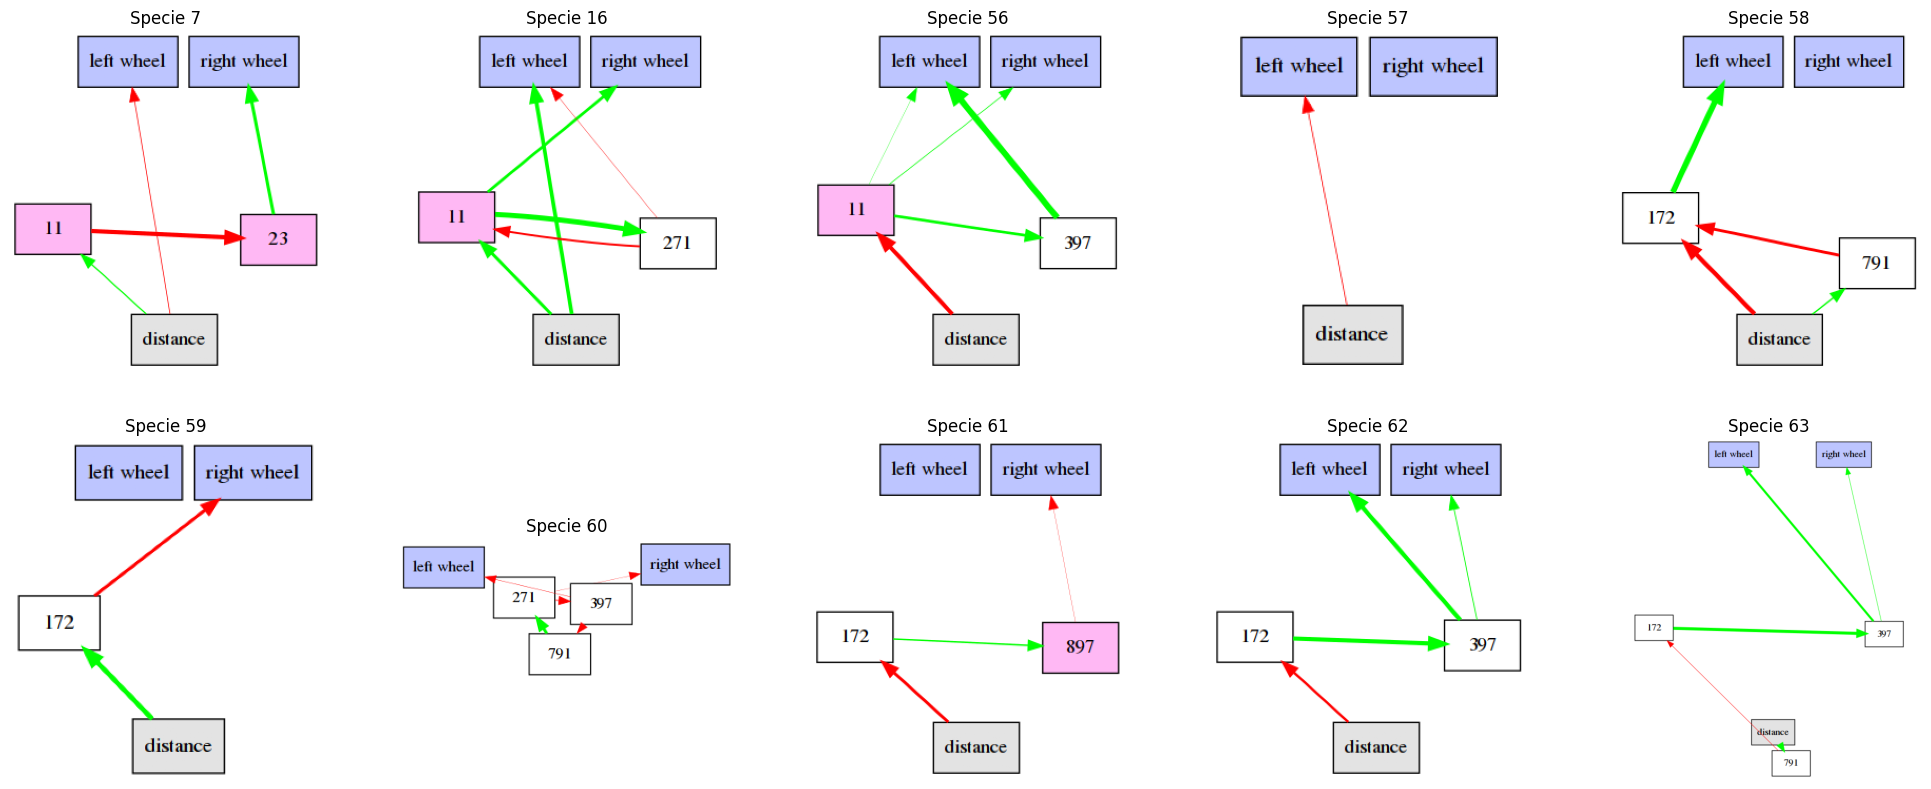 Specie 7
left wheel
right wheel
11
23
distance
Specie 16
left wheel
right wheel
11
271
distance
Specie 56
left wheel
right wheel
11
397
distance
Specie 57
left wheel
right wheel
distance
Specie 58
left wheel
right wheel
172
791
distance
Specie 59
left wheel
right wheel
172
distance
Specie 60
left wheel
right wheel
271
397
791
Specie 61
left wheel
right wheel
172
897
distance
Specie 62
left wheel
right wheel
172
397
distance
Specie 63
left wheel
right wheel
172
397
distance
791